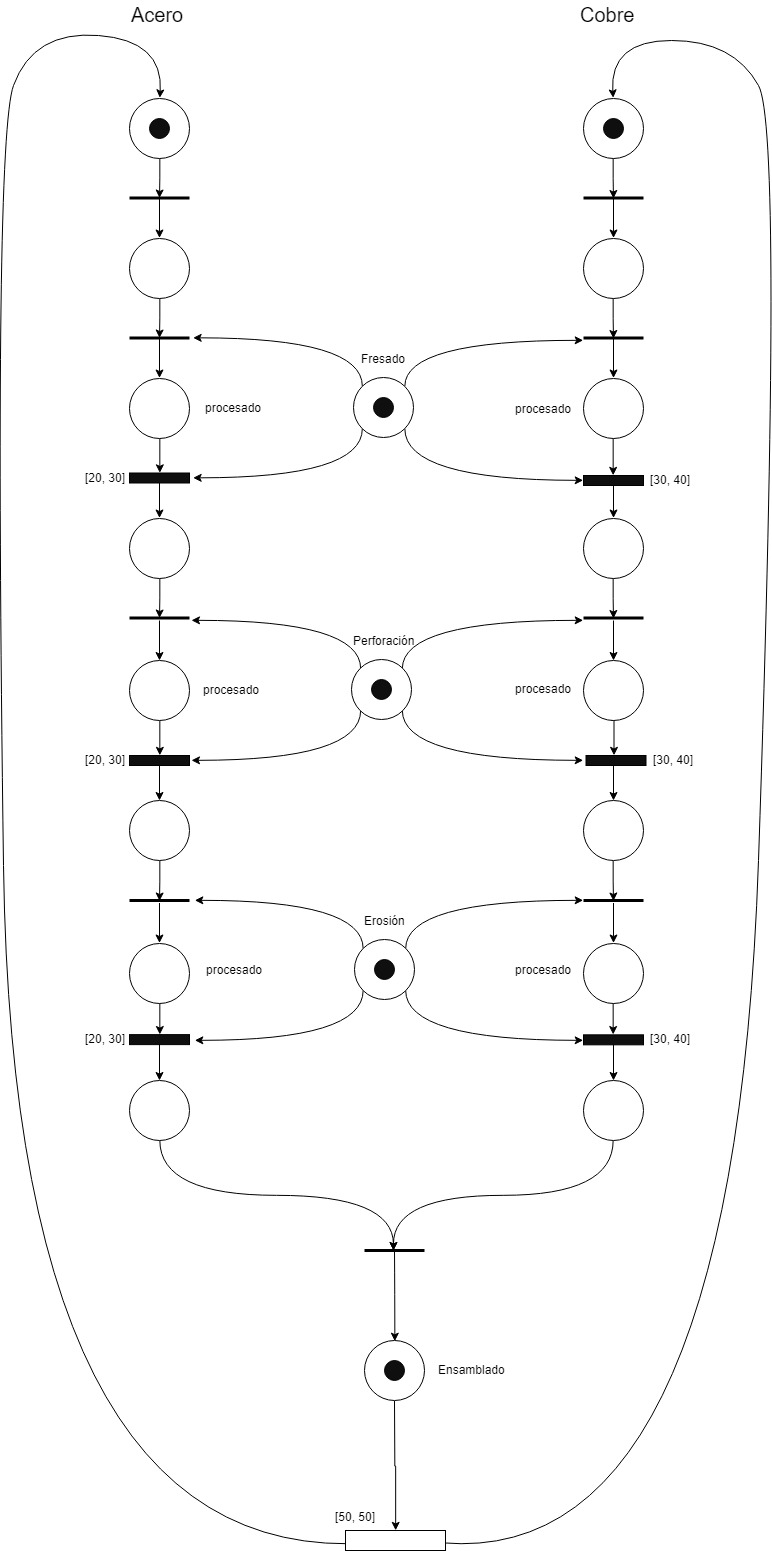 Acero
Cobre
Fresado
procesado
procesado
[20, 30]
[30, 40]
Perforación
procesado
procesado
[20, 30]
[30, 40]
Erosión
procesado
procesado
[20, 30]
[30, 40]
Ensamblado
[50, 50]